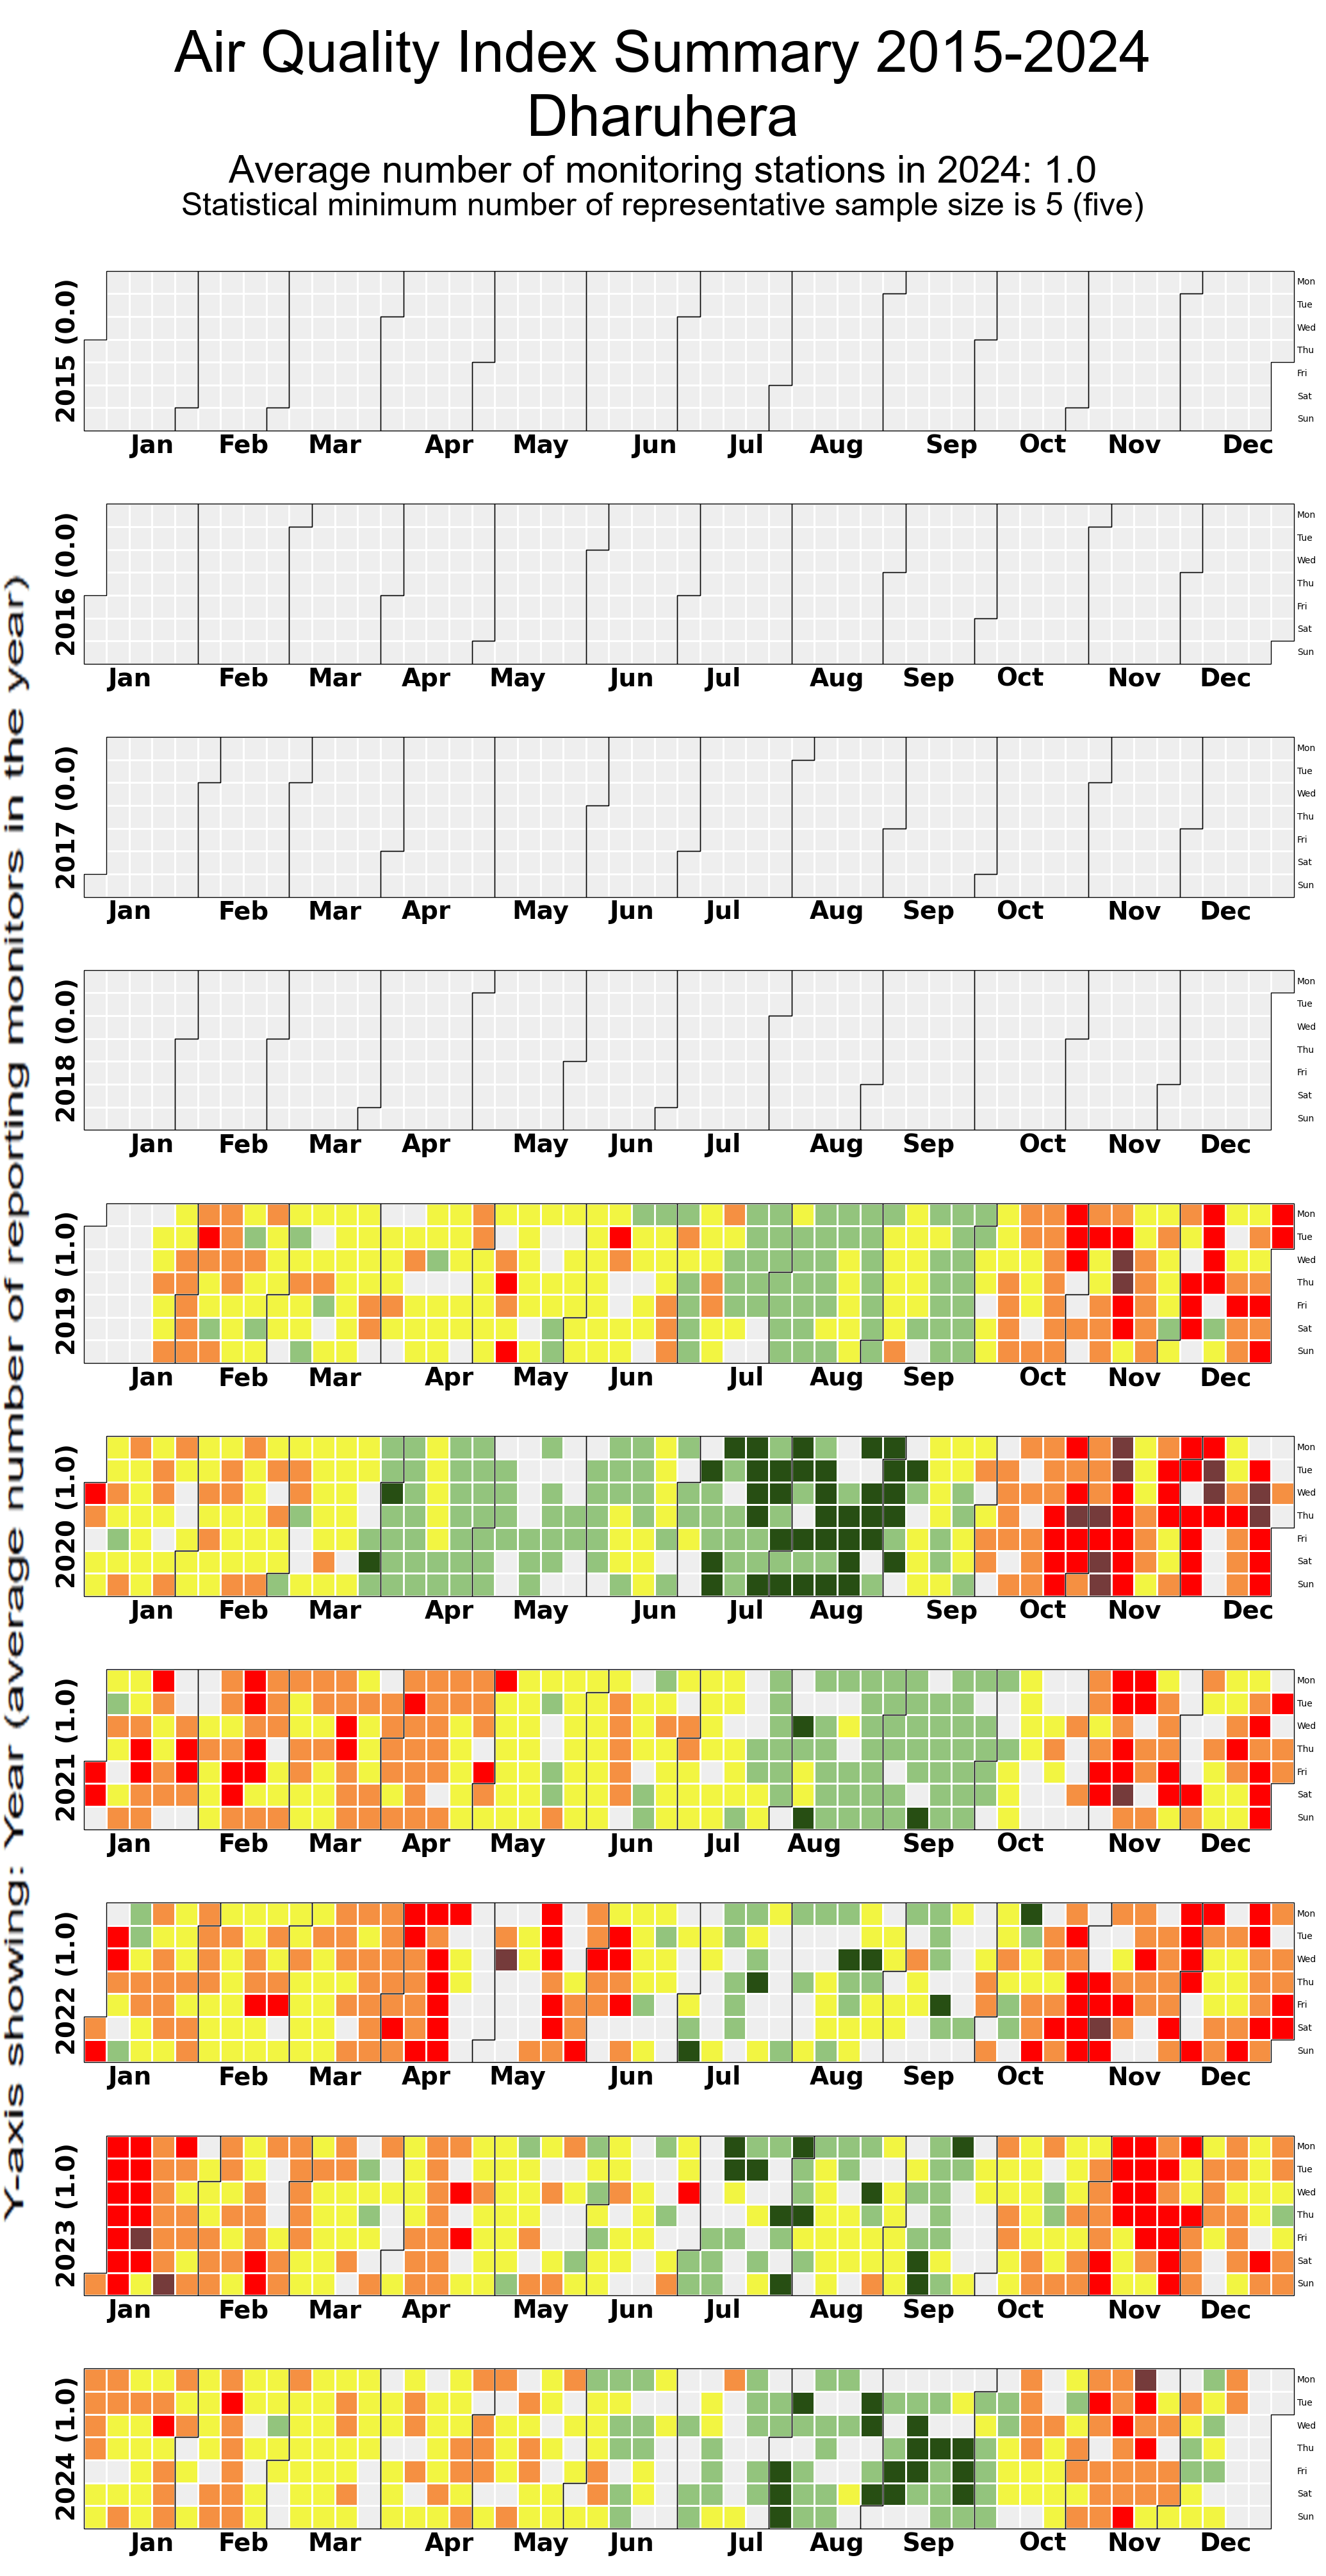 Air Quality Index Summary 2015-2024
Dharuhera
Average number of monitoring stations in 2024: 1.0
Statistical minimum number of representative sample size is 5 (five)
Y-axis showing: Year (average number of reporting monitors in the year)
2015 (0.0)
Mon
Tue
Wed
Thu
Fri
Sat
Sun
Jan Feb Mar Apr May Jun Jul Aug Sep Oct Nov Dec
2016 (0.0)
Mon
Tue
Wed
Thu
Fri
Sat
Sun
Jan Feb Mar Apr May Jun Jul Aug Sep Oct Nov Dec
2017 (0.0)
Mon
Tue
Wed
Thu
Fri
Sat
Sun
Jan Feb Mar Apr May Jun Jul Aug Sep Oct Nov Dec
2018 (0.0)
Mon
Tue
Wed
Thu
Fri
Sat
Sun
Jan Feb Mar Apr May Jun Jul Aug Sep Oct Nov Dec
2019 (1.0)
Mon
Tue
Wed
Thu
Fri
Sat
Sun
Jan Feb Mar Apr May Jun Jul Aug Sep Oct Nov Dec
2020 (1.0)
Mon
Tue
Wed
Thu
Fri
Sat
Sun
Jan Feb Mar Apr May Jun Jul Aug Sep Oct Nov Dec
2021 (1.0)
Mon
Tue
Wed
Thu
Fri
Sat
Sun
Jan Feb Mar Apr May Jun Jul Aug Sep Oct Nov Dec
2022 (1.0)
Mon
Tue
Wed
Thu
Fri
Sat
Sun
Jan Feb Mar Apr May Jun Jul Aug Sep Oct Nov Dec
2023 (1.0)
Mon
Tue
Wed
Thu
Fri
Sat
Sun
Jan Feb Mar Apr May Jun Jul Aug Sep Oct Nov Dec
2024 (1.0)
Mon
Tue
Wed
Thu
Fri
Sat
Sun
Jan Feb Mar Apr May Jun Jul Aug Sep Oct Nov Dec